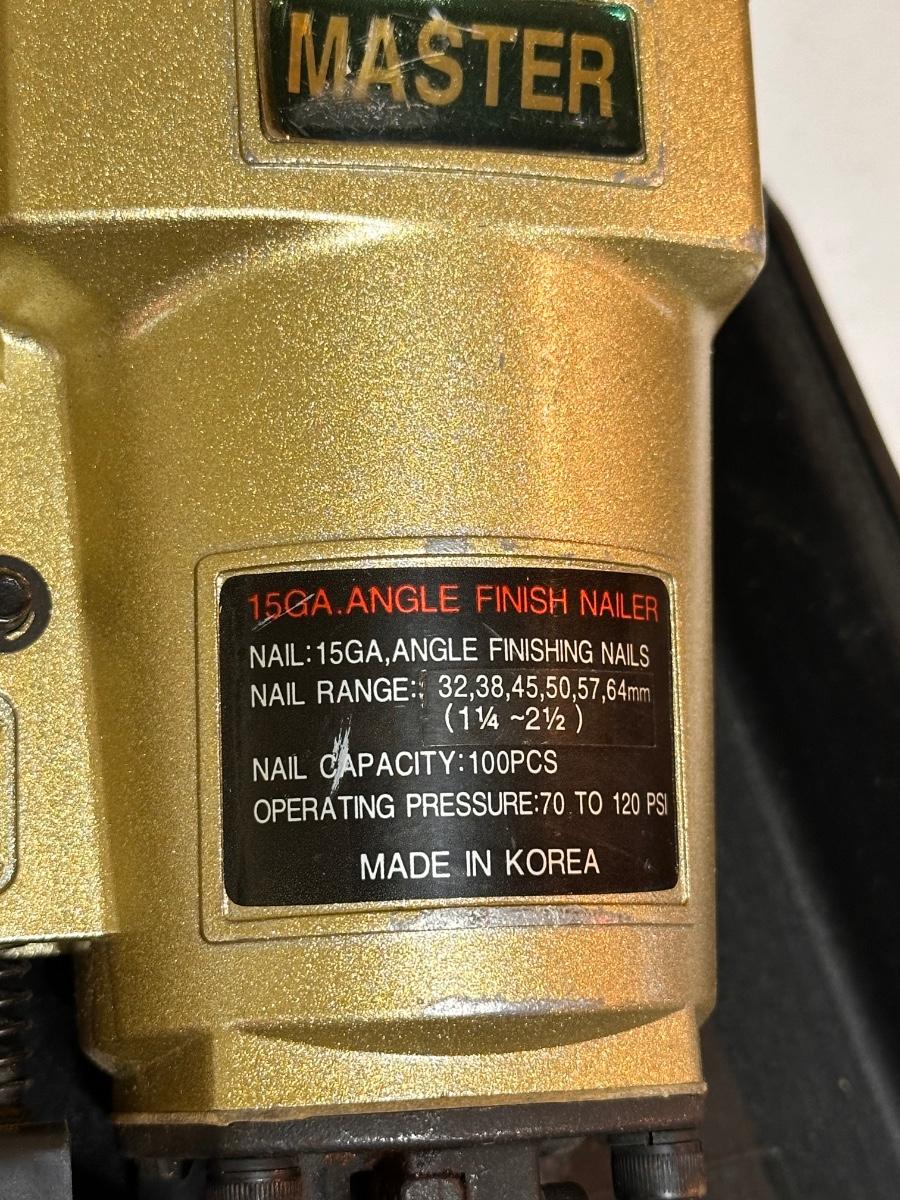 MASTER
15GA.ANGLE FINISH NAILER
NAIL:15GA,ANGLE FINISHING NAILS
NAIL RANGE:: 32,38,45,50,57,64mm
(1¼ ~2½ )
NAIL CAPACITY:100PCS
OPERATING PRESSURE:70 TO 120 PSI
MADE IN KOREA